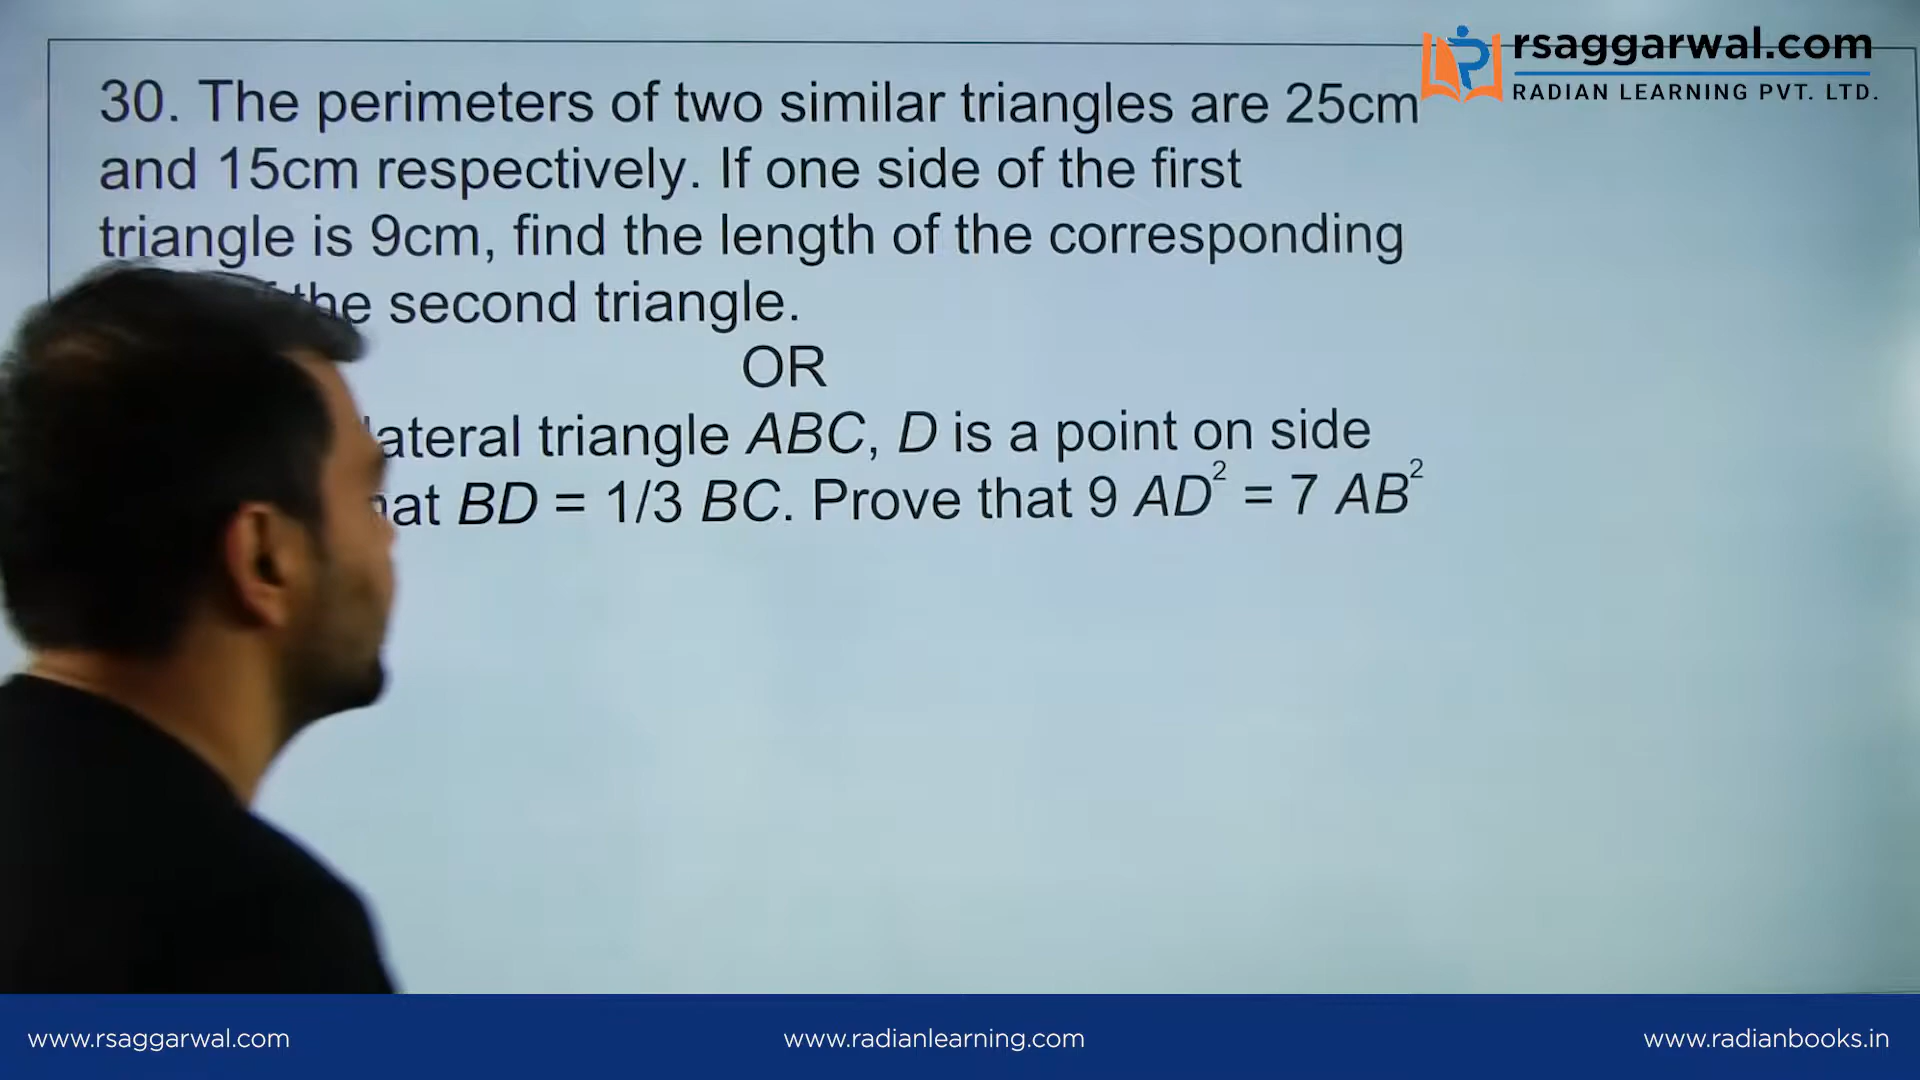 rsaggarwal.com
RADIAN LEARNING PVT. LTD.
30. The perimeters of two similar triangles are 25cm
and 15cm respectively. If one side of the first
triangle is 9cm, find the length of the corresponding
the second triangle.
OR
triangle ABC, D is a point on side
BD = 1/3 BC. Prove that 9 AD² = 7 AB²
www.rsaggarwal.com
www.radianlearning.com
www.radianbooks.in